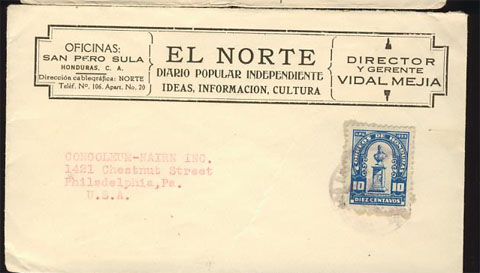 OFICINAS:
SAN PERO SULA
HONDURAS, C. A.
Dirección cablegráfica: NORTE
Teléf. Nº. 106. Apart. No. 20
EL NORTE
DIARIO POPULAR INDEPENDIENTE
IDEAS, INFORMACION, CULTURA
DIRECTOR
Y GERENTE
VIDAL MEJIA
CONGOLEUM-NAIRN INC.
1421 Chestnut Street
Philadelphia,Pa.
U.S.A.
CORREOS DE HONDURAS
10 10
DIEZ CENTAVOS